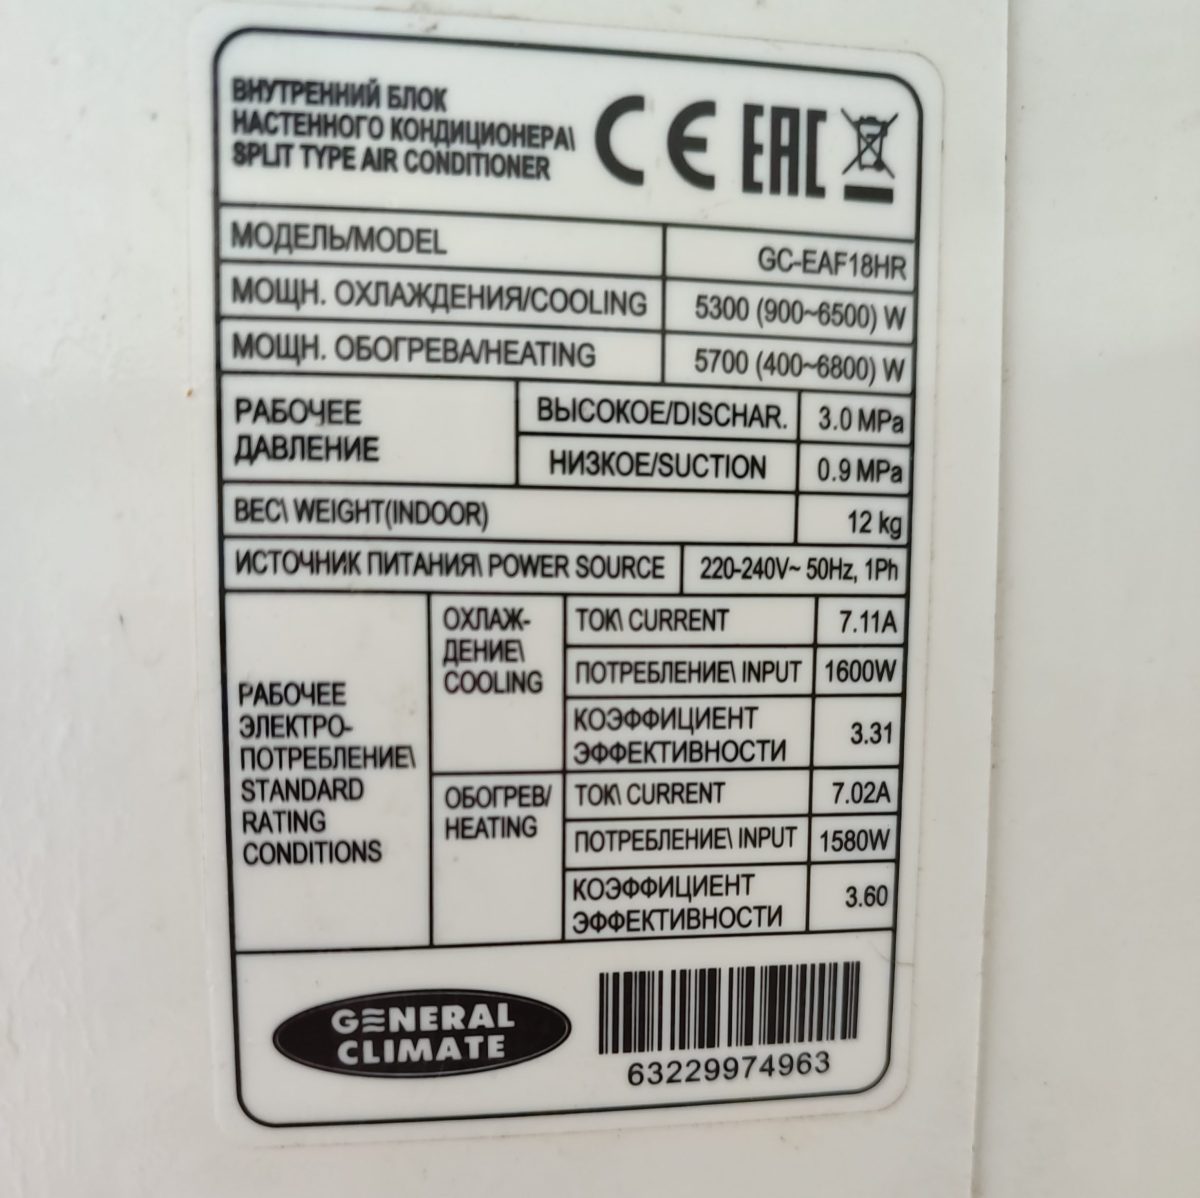 ВНУТРЕННИЙ БЛОК
НАСТЕННОГО КОНДИЦИОНЕРА\
SPLIT TYPE AIR CONDITIONER
CE EAC
МОДЕЛЬ/MODEL GC-EAF18HR
МОЩН. ОХЛАЖДЕНИЯ/COOLING 5300 (900~6500) W
МОЩН. ОБОГРЕВА/HEATING 5700 (400~6800) W
РАБОЧЕЕ
ДАВЛЕНИЕ
ВЫСОКОЕ/DISCHAR. 3.0 MPa
НИЗКОЕ/SUCTION 0.9 MPa
ВЕС\ WEIGHT(INDOOR) 12 kg
ИСТОЧНИК ПИТАНИЯ\ POWER SOURCE 220-240V~ 50Hz, 1Ph
РАБОЧЕЕ
ЭЛЕКТРО-
ПОТРЕБЛЕНИЕ\
STANDARD
RATING
CONDITIONS
ОХЛАЖ-
ДЕНИЕ\
COOLING
ТОК\ CURRENT 7.11A
ПОТРЕБЛЕНИЕ\ INPUT 1600W
КОЭФФИЦИЕНТ
ЭФФЕКТИВНОСТИ 3.31
ОБОГРЕВ/
HEATING
ТОК\ CURRENT 7.02A
ПОТРЕБЛЕНИЕ\ INPUT 1580W
КОЭФФИЦИЕНТ
ЭФФЕКТИВНОСТИ 3.60
GENERAL
CLIMATE
63229974963